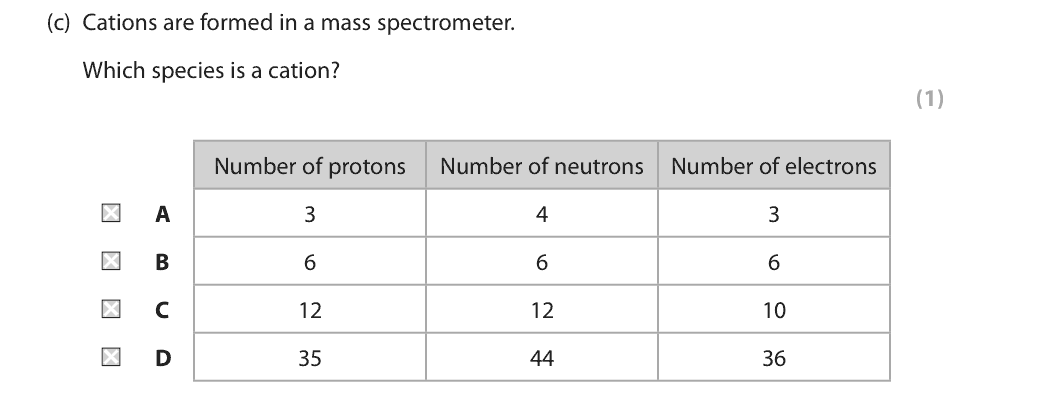 (c) Cations are formed in a mass spectrometer.
Which species is a cation?
(1)
Number of protons Number of neutrons Number of electrons
A 3 4 3
B 6 6 6
C 12 12 10
D 35 44 36